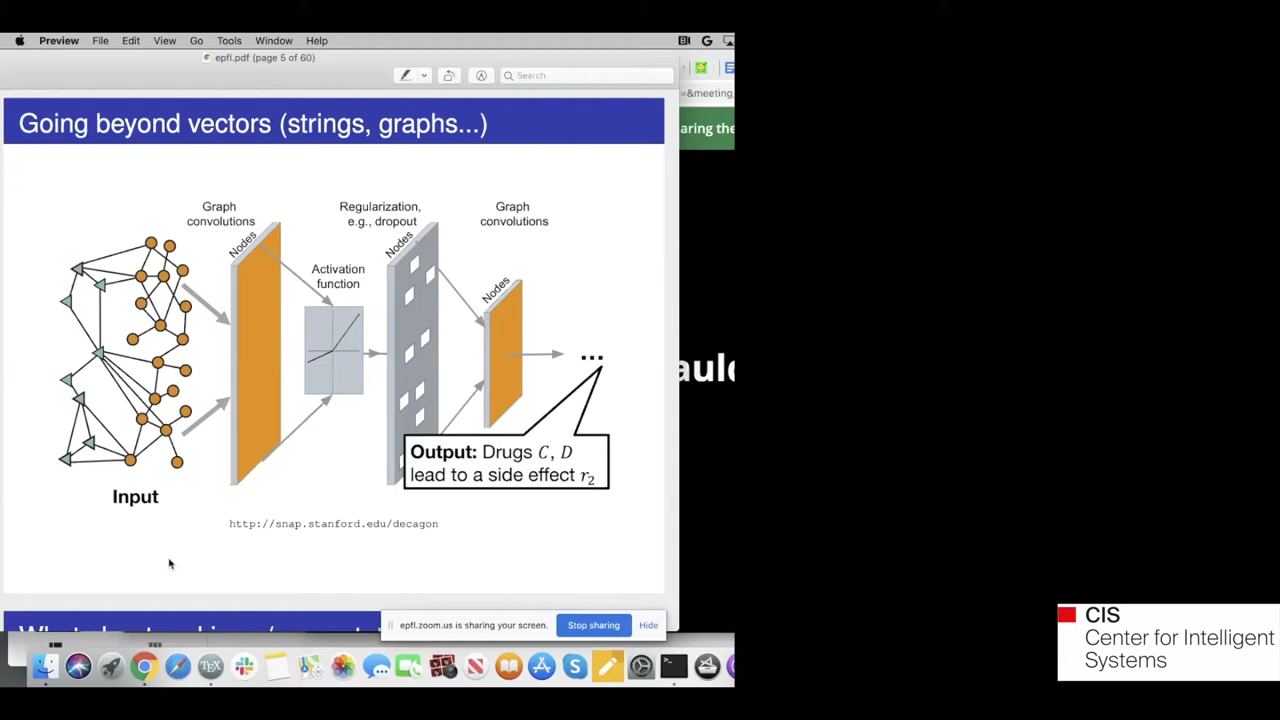 Preview File Edit View Go Tools Window Help
epfl.pdf (page 5 of 60)
Search
=&meeting_
aring the
Going beyond vectors (strings, graphs...)
Graph
convolutions
Nodes
Activation
function
Regularization,
e.g., dropout
Nodes
Graph
convolutions
Nodes
...
Output: Drugs C, D
lead to a side effect r2
Input
http://snap.stanford.edu/decagon
epfl.zoom.us is sharing your screen.
Stop sharing
Hide
CIS
Center for Intelligent
Systems